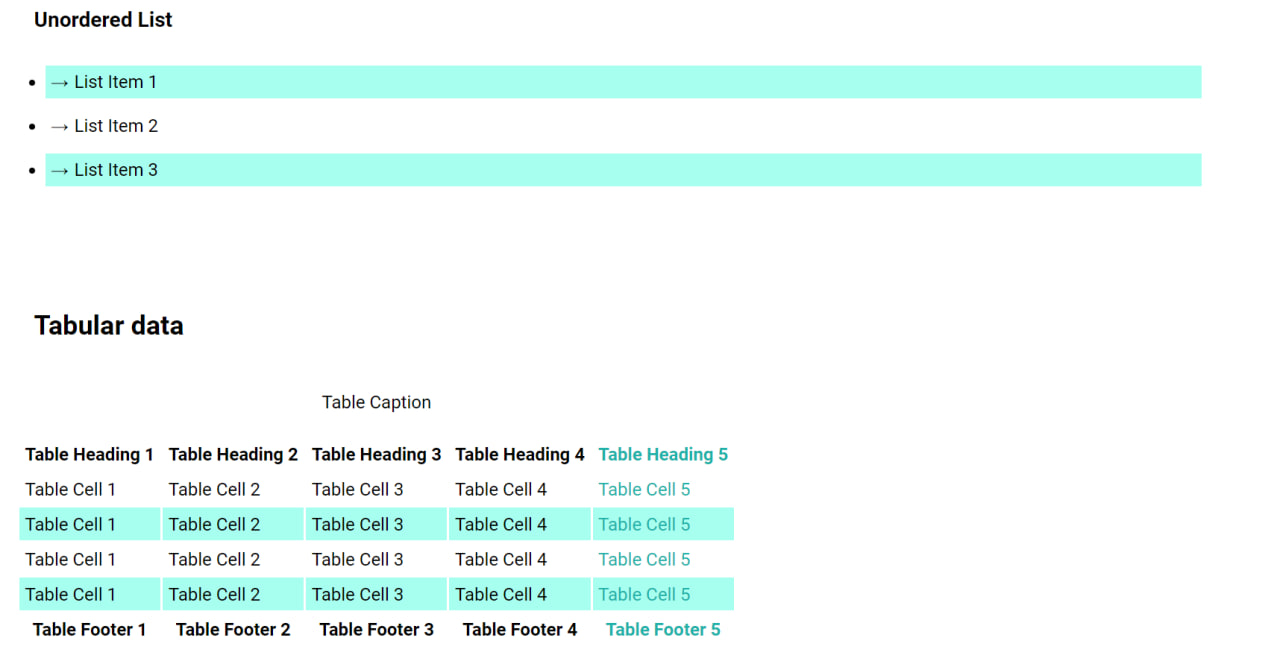 Unordered List
• → List Item 1
• → List Item 2
• → List Item 3
Tabular data
Table Caption
Table Heading 1 Table Heading 2 Table Heading 3 Table Heading 4 Table Heading 5
Table Cell 1 Table Cell 2 Table Cell 3 Table Cell 4 Table Cell 5
Table Cell 1 Table Cell 2 Table Cell 3 Table Cell 4 Table Cell 5
Table Cell 1 Table Cell 2 Table Cell 3 Table Cell 4 Table Cell 5
Table Cell 1 Table Cell 2 Table Cell 3 Table Cell 4 Table Cell 5
Table Footer 1 Table Footer 2 Table Footer 3 Table Footer 4 Table Footer 5